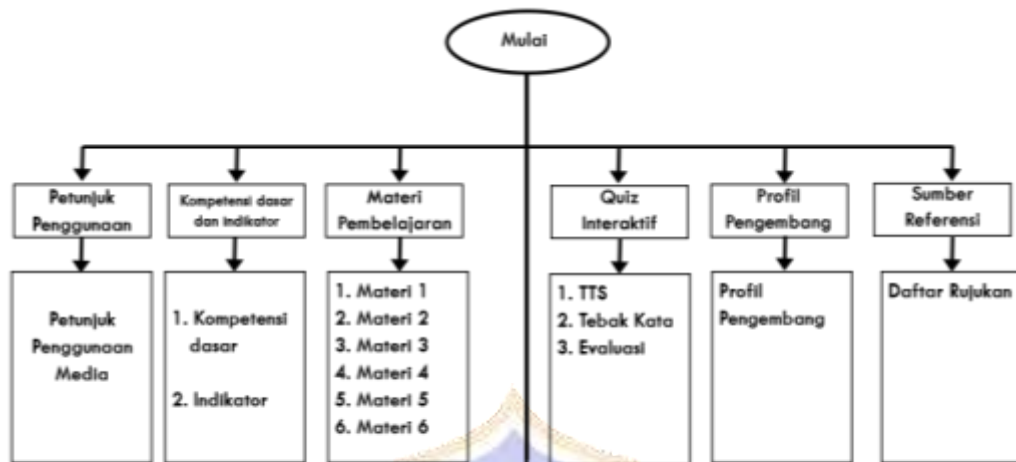 Mulai
Petunjuk
Penggunaan
Kompetensi dasar
dan indikator
Materi
Pembelajaran
Quiz
Interaktif
Profil
Pengembang
Sumber
Referensi
Petunjuk
Penggunaan
Media
1. Kompetensi
dasar
2. Indikator
1. Materi 1
2. Materi 2
3. Materi 3
4. Materi 4
5. Materi 5
6. Materi 6
1. TTS
2. Tebak Kata
3. Evaluasi
Profil
Pengembang
Daftar Rujukan